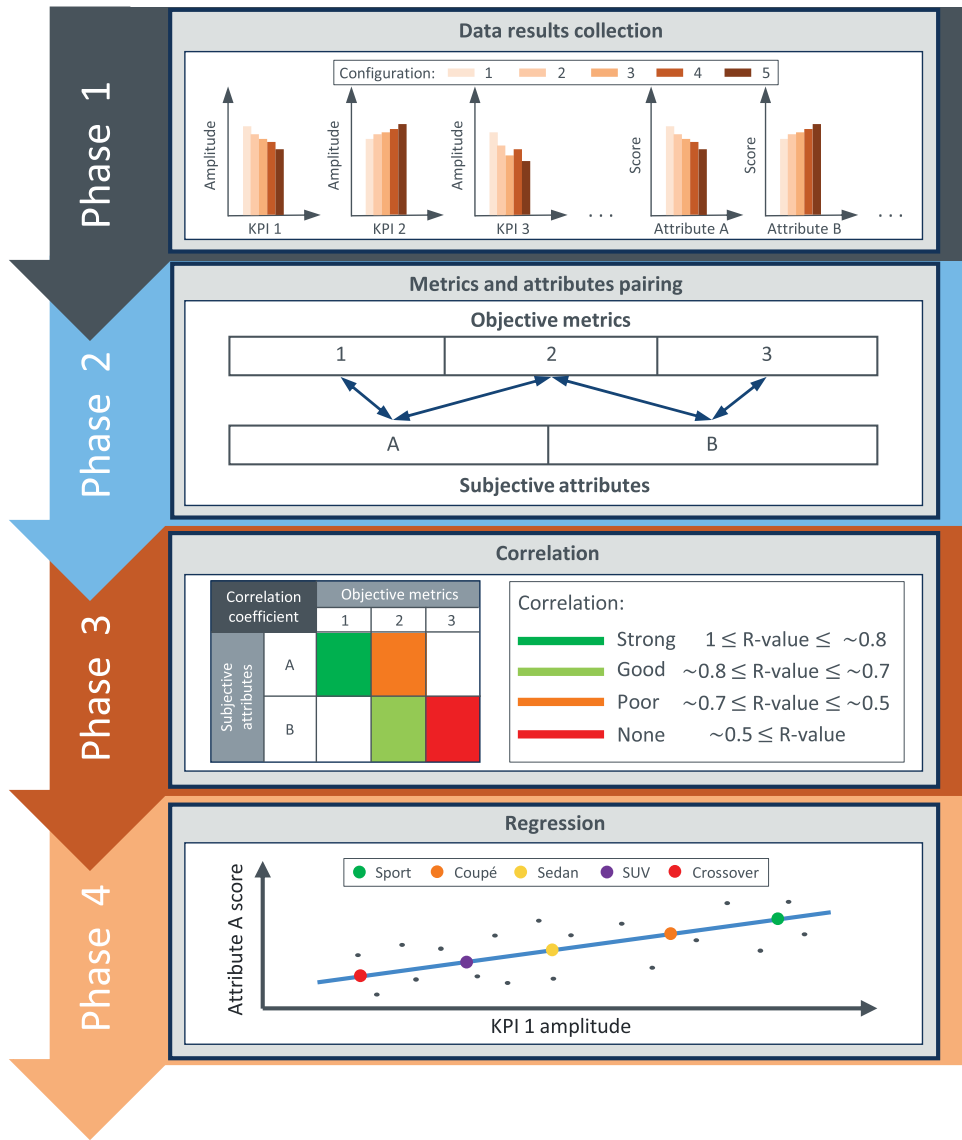 Phase 1
Data results collection
Configuration: 1 2 3 4 5
Amplitude
KPI 1
Amplitude
KPI 2
Amplitude
KPI 3
. . .
Score
Attribute A
Score
Attribute B
. . .
Phase 2
Metrics and attributes pairing
Objective metrics
1 2 3
A B
Subjective attributes
Phase 3
Correlation
Correlation
coefficient
Objective metrics
1 2 3
Subjective
attributes
A
B
Correlation:
Strong 1 ≤ R-value ≤ ~0.8
Good ~0.8 ≤ R-value ≤ ~0.7
Poor ~0.7 ≤ R-value ≤ ~0.5
None ~0.5 ≤ R-value
Phase 4
Regression
Sport Coupé Sedan SUV Crossover
Attribute A score
KPI 1 amplitude